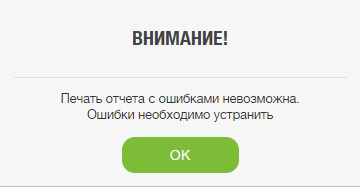 ВНИМАНИЕ!
Печать отчета с ошибками невозможна.
Ошибки необходимо устранить
OK